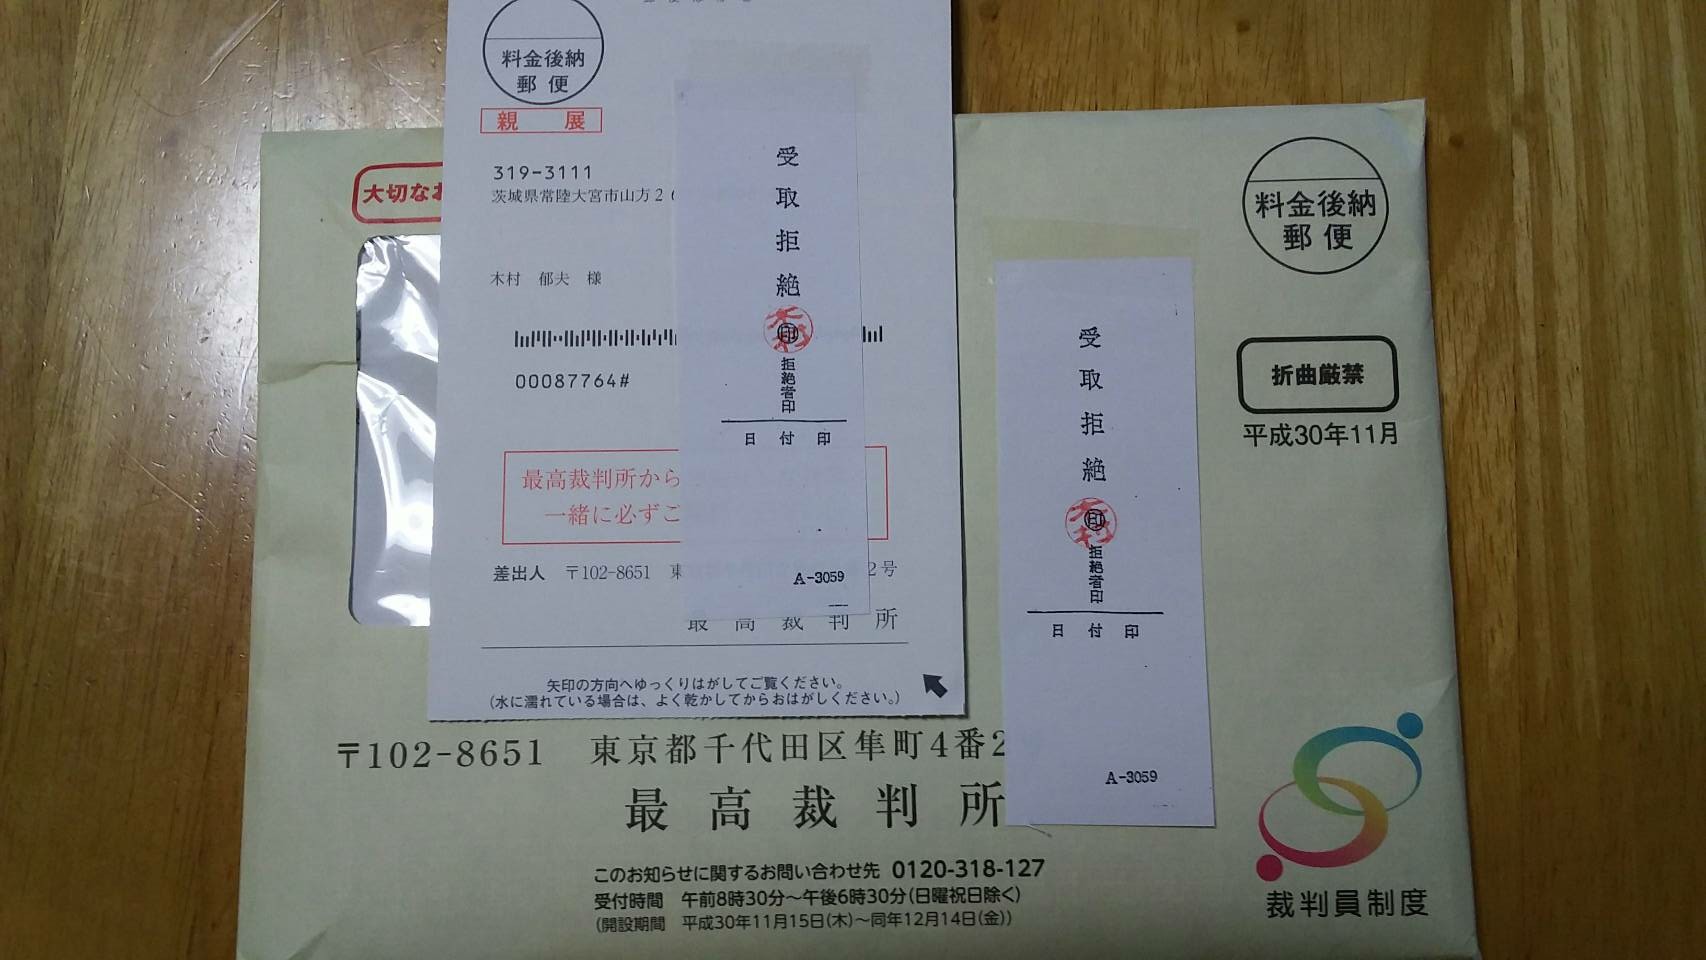 料金後納
郵便
親展
319-3111
茨城県常陸大宮市山方26
木村 郁夫 様
00087764#
最高裁判所から
一緒に必ずご
差出人 〒102-8651 東
2号
最高裁判所
矢印の方向へゆっくりはがしてご覧ください。
(水に濡れている場合は、よく乾かしてからおはがしください。)
受取拒絶
印
拒絶者印
日付印
A-3059
大切なお
料金後納
郵便
折曲厳禁
平成30年11月
受取拒絶
印
拒絶者印
日付印
A-3059
〒102-8651 東京都千代田区隼町4番2
最高裁判所
このお知らせに関するお問い合わせ先 0120-318-127
受付時間 午前8時30分～午後6時30分(日曜祝日除く)
(開設期間 平成30年11月15日(木)～同年12月14日(金))
裁判員制度